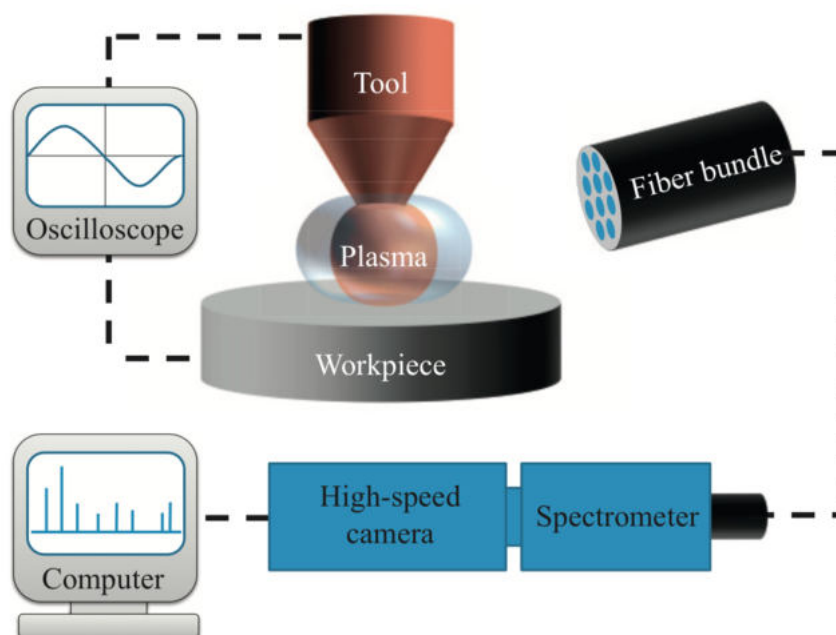 Tool
Fiber bundle
Oscilloscope
Plasma
Workpiece
High-speed
camera
Spectrometer
Computer